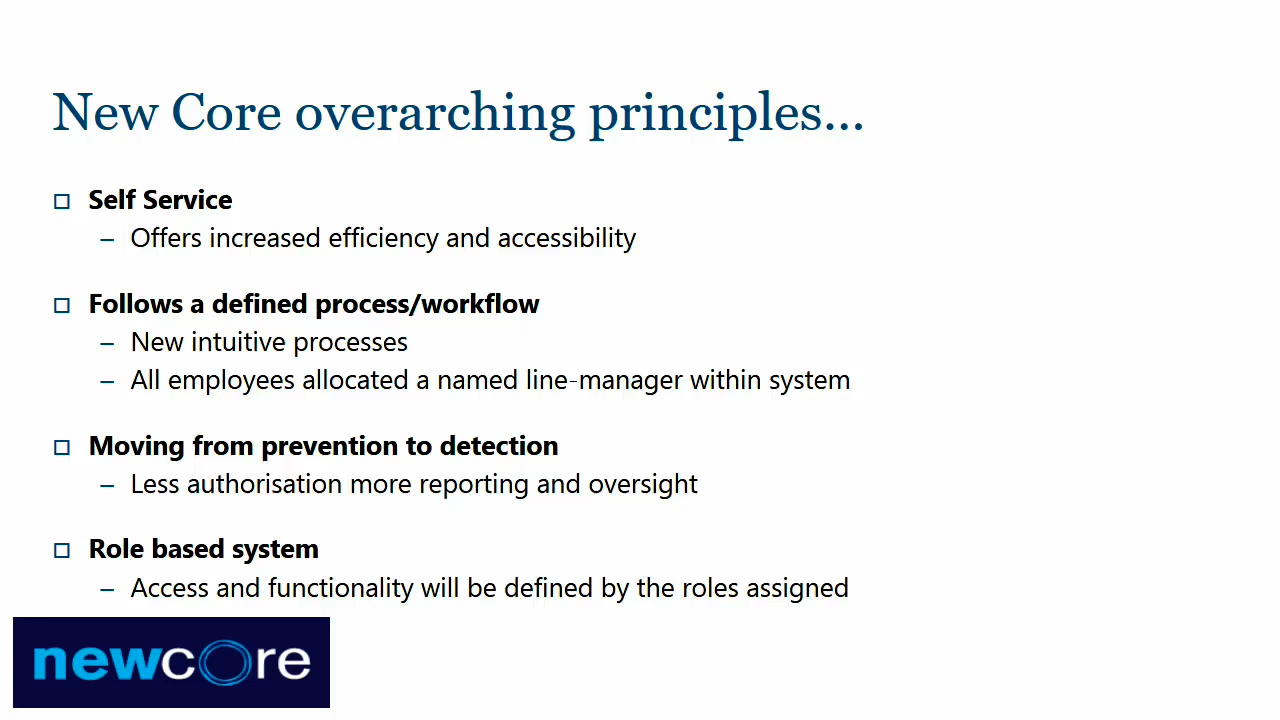 New Core overarching principles...
Self Service
– Offers increased efficiency and accessibility
Follows a defined process/workflow
– New intuitive processes
– All employees allocated a named line-manager within system
Moving from prevention to detection
– Less authorisation more reporting and oversight
Role based system
– Access and functionality will be defined by the roles assigned
newcore